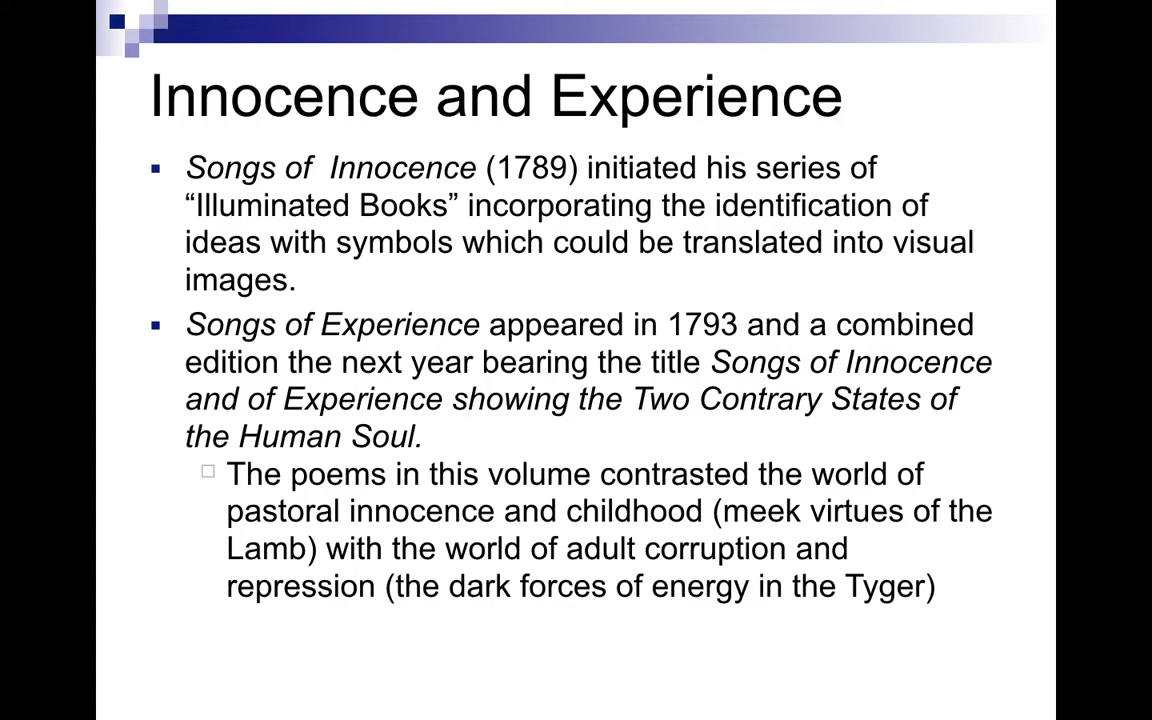 Innocence and Experience
Songs of  Innocence (1789) initiated his series of
“Illuminated Books” incorporating the identification of
ideas with symbols which could be translated into visual
images.
Songs of Experience appeared in 1793 and a combined
edition the next year bearing the title Songs of Innocence
and of Experience showing the Two Contrary States of
the Human Soul.
The poems in this volume contrasted the world of
pastoral innocence and childhood (meek virtues of the
Lamb) with the world of adult corruption and
repression (the dark forces of energy in the Tyger)